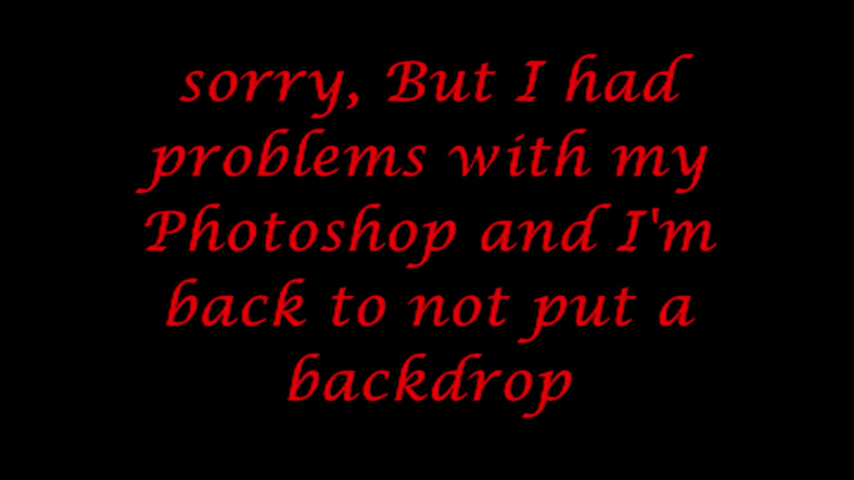 sorry, But I had
problems with my
Photoshop and I'm
back to not put a
backdrop